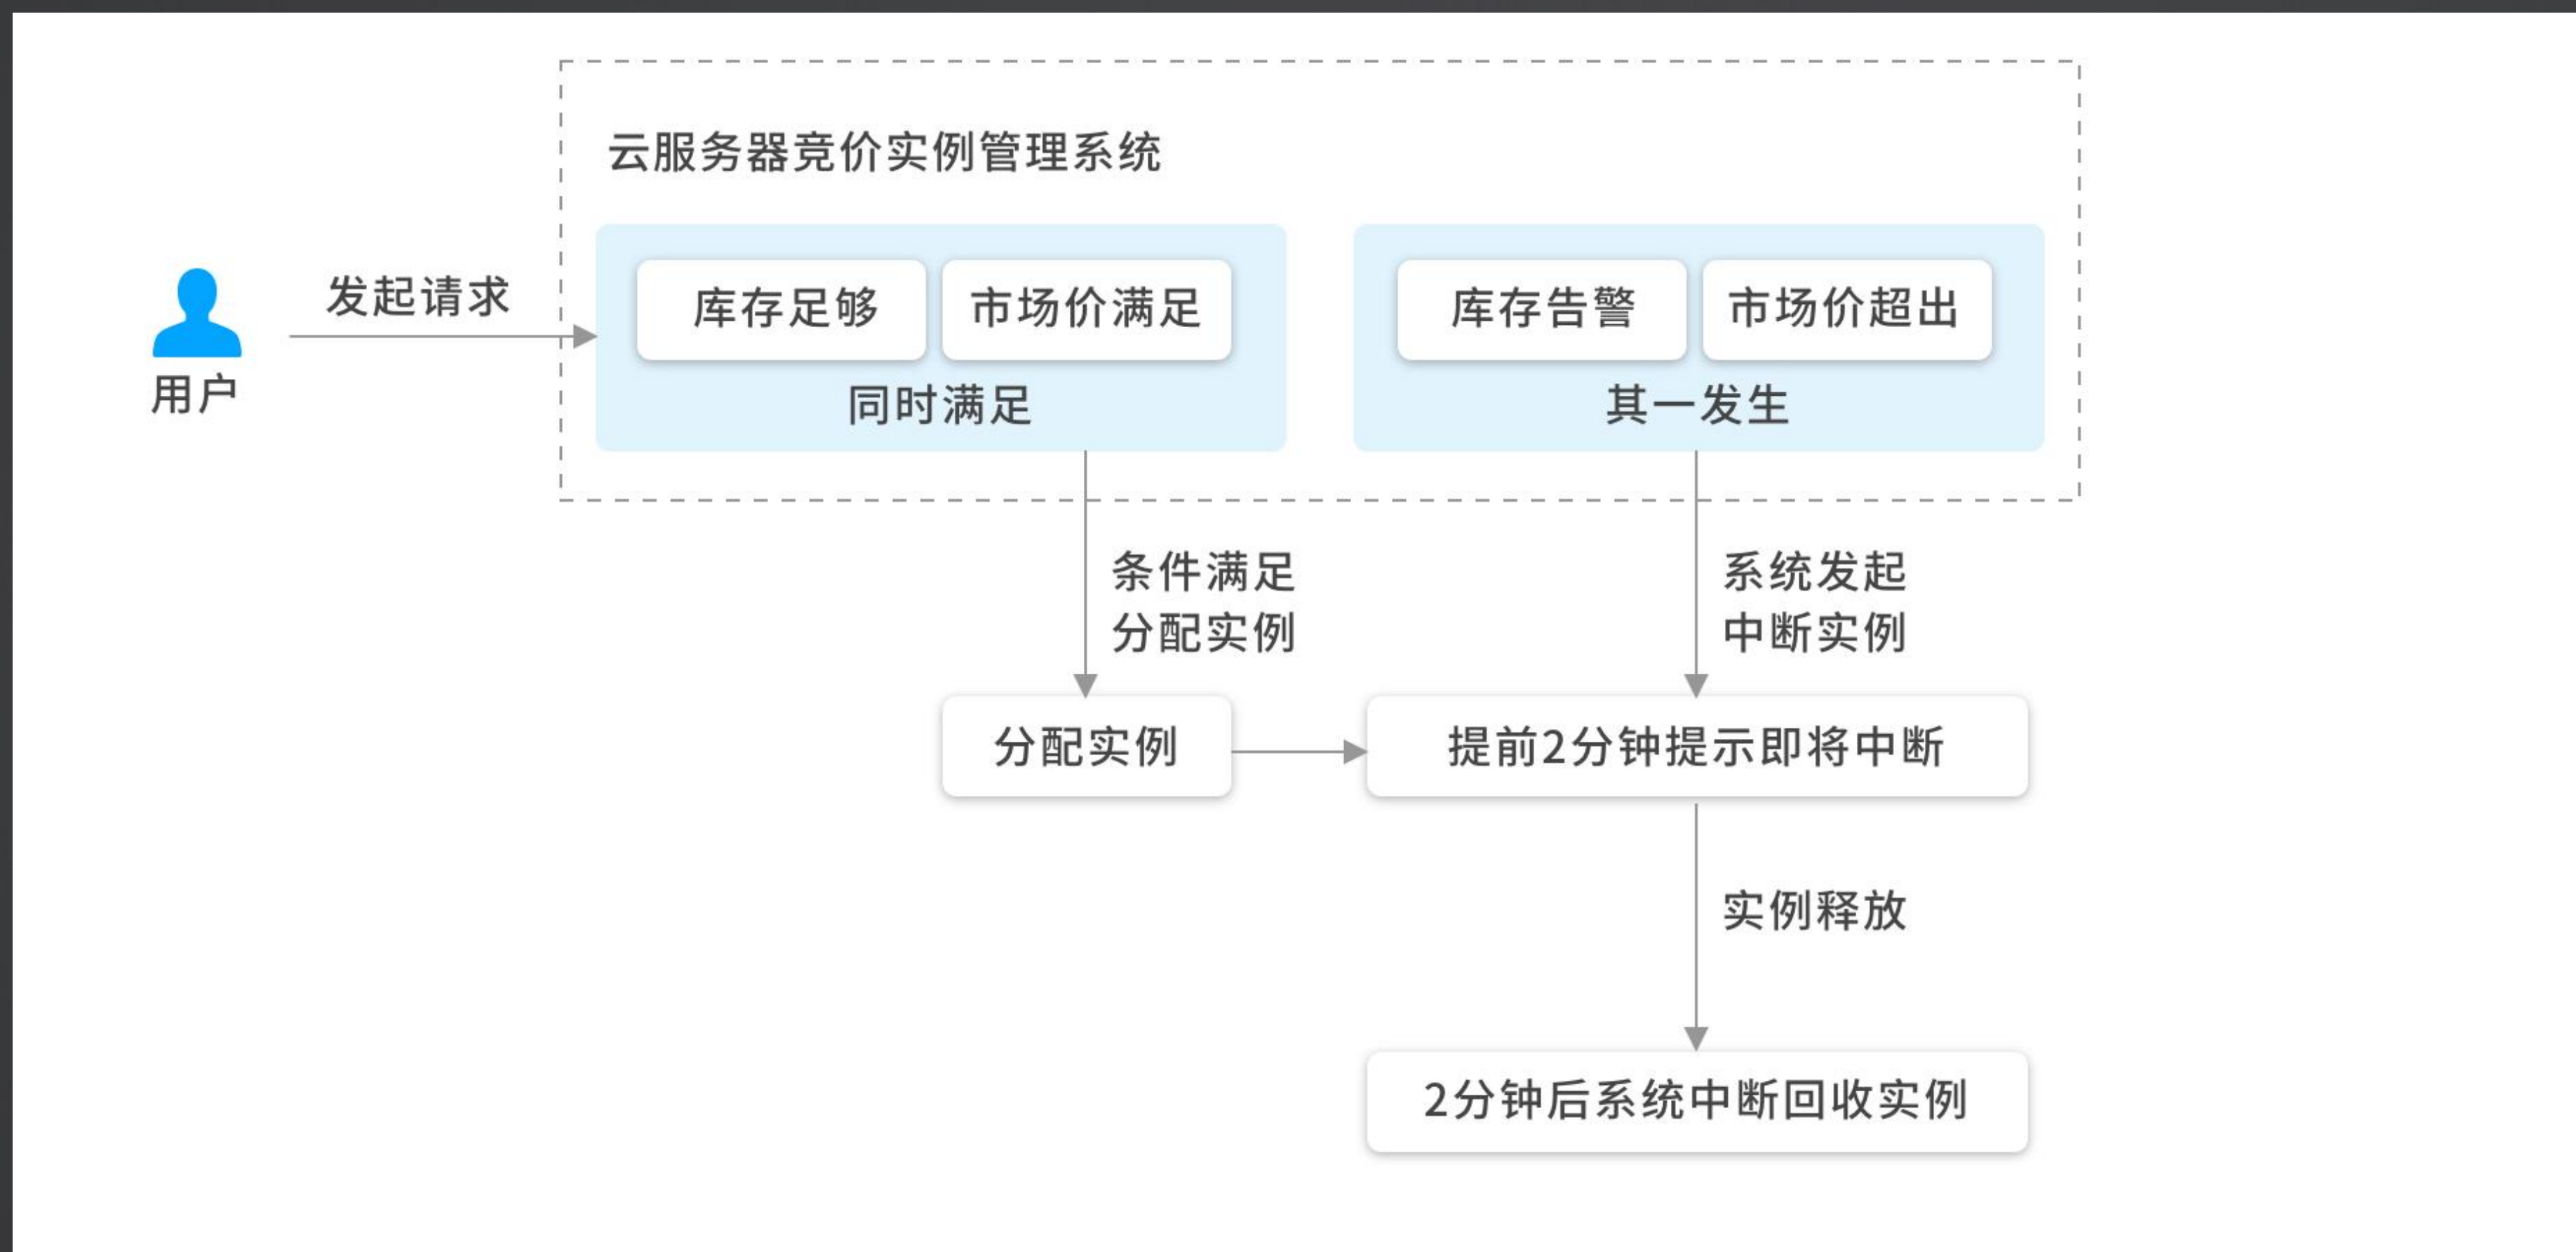 云服务器竞价实例管理系统
发起请求
用户
库存足够
市场价满足
同时满足
库存告警
市场价超出
其一发生
条件满足
分配实例
系统发起
中断实例
分配实例
提前2分钟提示即将中断
实例释放
2分钟后系统中断回收实例